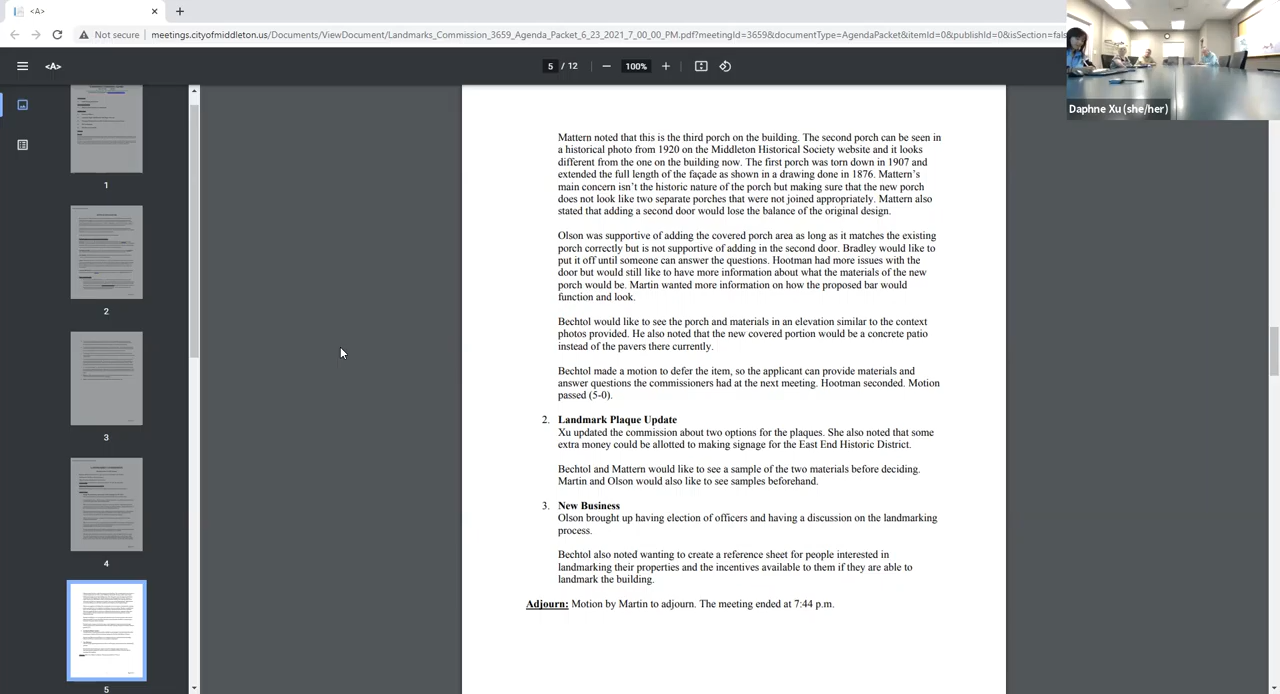 <A>
Not secure | meetings.cityofmiddleton.us/Documents/ViewDocument/Landmarks_Commission_3659_Agenda_Packet_6_23_2021_7_00_00_PM.pdf?meetingId=3659&documentType=AgendaPacket&itemId=0&publishId=0&isSection=fals
<A>
5 / 12
100%
Daphne Xu (she/her)
1
2
3
4
5
Mattern noted that this is the third porch on the building. The second porch can be seen in
a historical photo from 1920 on the Middleton Historical Society website and it looks
different from the one on the building now. The first porch was torn down in 1907 and
extended the full length of the façade as shown in a drawing done in 1876. Mattern's
main concern isn't the historic nature of the porch but making sure that the new porch
does not look like two separate porches that were not joined appropriately. Mattern also
stated that adding a second door would lose the balance of the original design.
Olson was supportive of adding the covered porch area as long as it matches the existing
porch correctly but is not supportive of adding in the second door. Bradley would like to
put it off until someone can answer the questions. Hootman had more issues with the
door but would still like to have more information about what the materials of the new
porch would be. Martin wanted more information on how the proposed bar would
function and look.
Bechtol would like to see the porch and materials in an elevation similar to the context
photos provided. He also noted that the new covered portion would be a concrete patio
instead of the pavers there currently.
Bechtol made a motion to defer the item, so the applicant can provide materials and
answer questions the commissioners had at the next meeting. Hootman seconded. Motion
passed (5-0).
2. Landmark Plaque Update
Xu updated the commission about two options for the plaques. She also noted that some
extra money could be allotted to making signage for the East End Historic District.
Bechtol and Mattern would like to see a sample of the two materials before deciding.
Martin and Olson would also like to see samples beforehand.
3. New Business
Olson brought up having election of officers and having a discussion on the landmarking
process.
Bechtol also noted wanting to create a reference sheet for people interested in
landmarking their properties and the incentives available to them if they are able to
landmark the building.
Adjourn: Motion by Martin to adjourn. The meeting ended at 7:44 p.m.